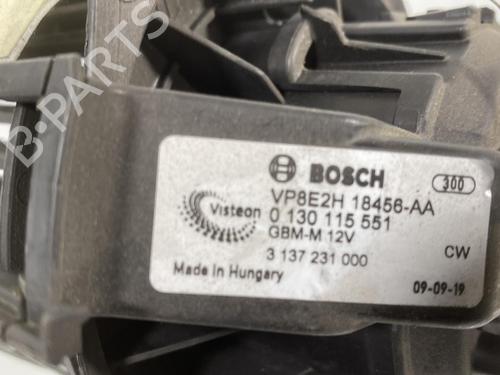 B-PARTS
BOSCH
300
VP8E2H 18456-AA
Visteon
0 130 115 551
GBM-M 12V
3 137 231 000
CW
Made in Hungary
09-09-19